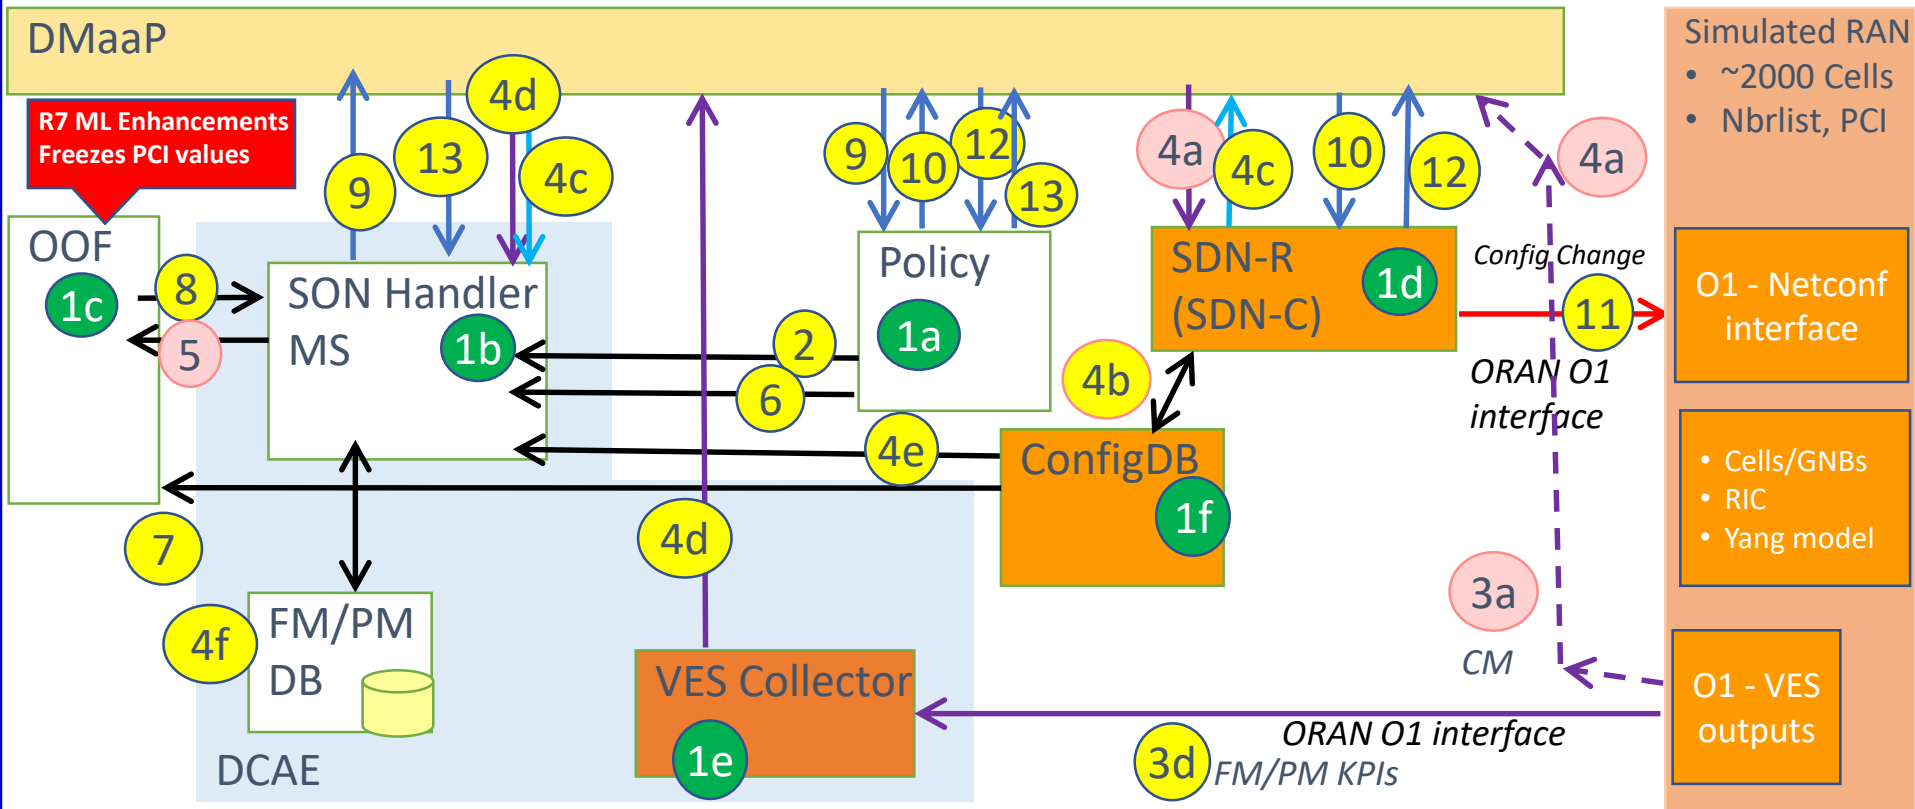 DMaaP
Simulated RAN
• ~2000 Cells
• Nbrlist, PCI
R7 ML Enhancements
Freezes PCI values
4d
9
13
4c
9
10
12
13
4a
4c
10
12
4a
OOF
1c
8
5
SON Handler
MS
1b
2
6
Policy
1a
SDN-R
(SDN-C)
1d
Config Change
11
ORAN O1
interface
O1 - Netconf
interface
4b
4e
ConfigDB
1f
• Cells/GNBs
• RIC
• Yang model
7
4d
3a
CM
4f
FM/PM
DB
VES Collector
1e
DCAE
ORAN O1 interface
3d
FM/PM KPIs
O1 - VES
outputs